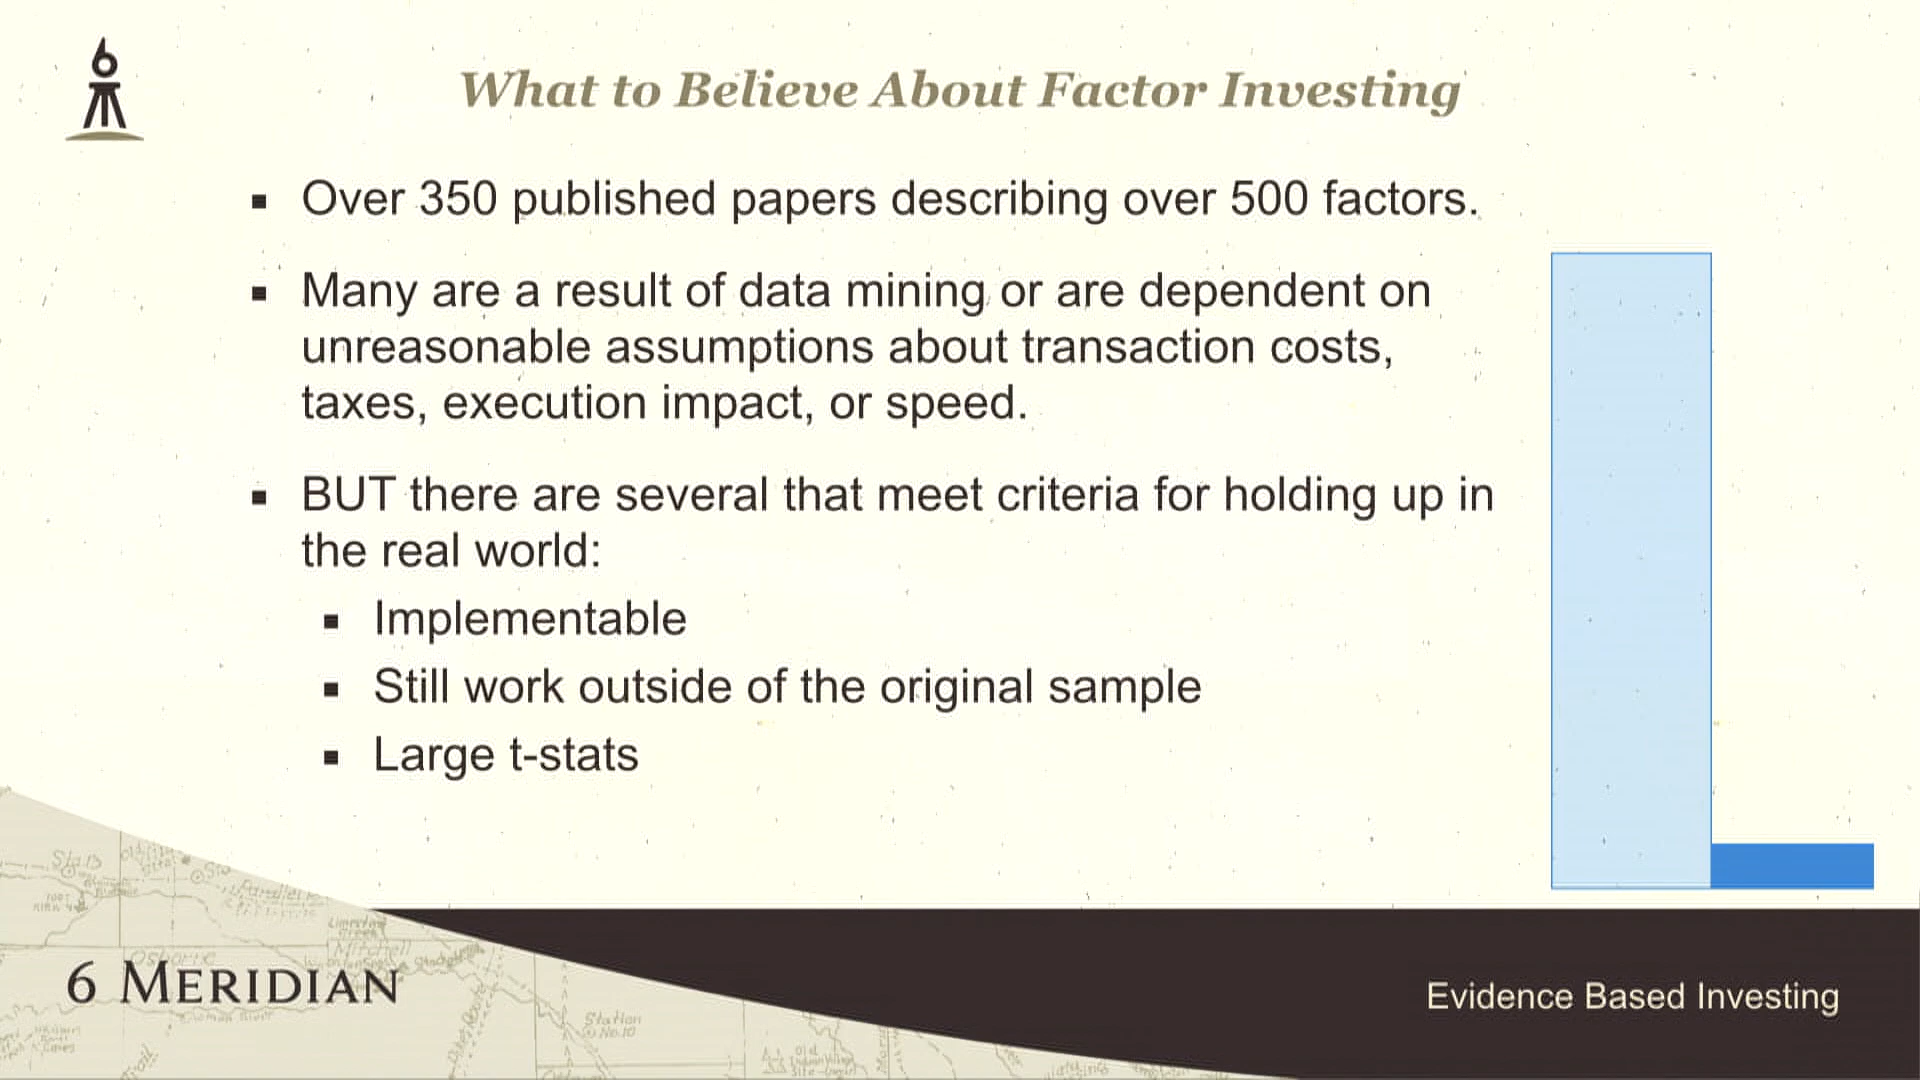 What to Believe About Factor Investing
▪ Over 350 published papers describing over 500 factors.
▪ Many are a result of data mining or are dependent on
unreasonable assumptions about transaction costs,
taxes, execution impact, or speed.
▪ BUT there are several that meet criteria for holding up in
the real world:
▪ Implementable
▪ Still work outside of the original sample
▪ Large t-stats
6 MERIDIAN
Evidence Based Investing
Station
No.10